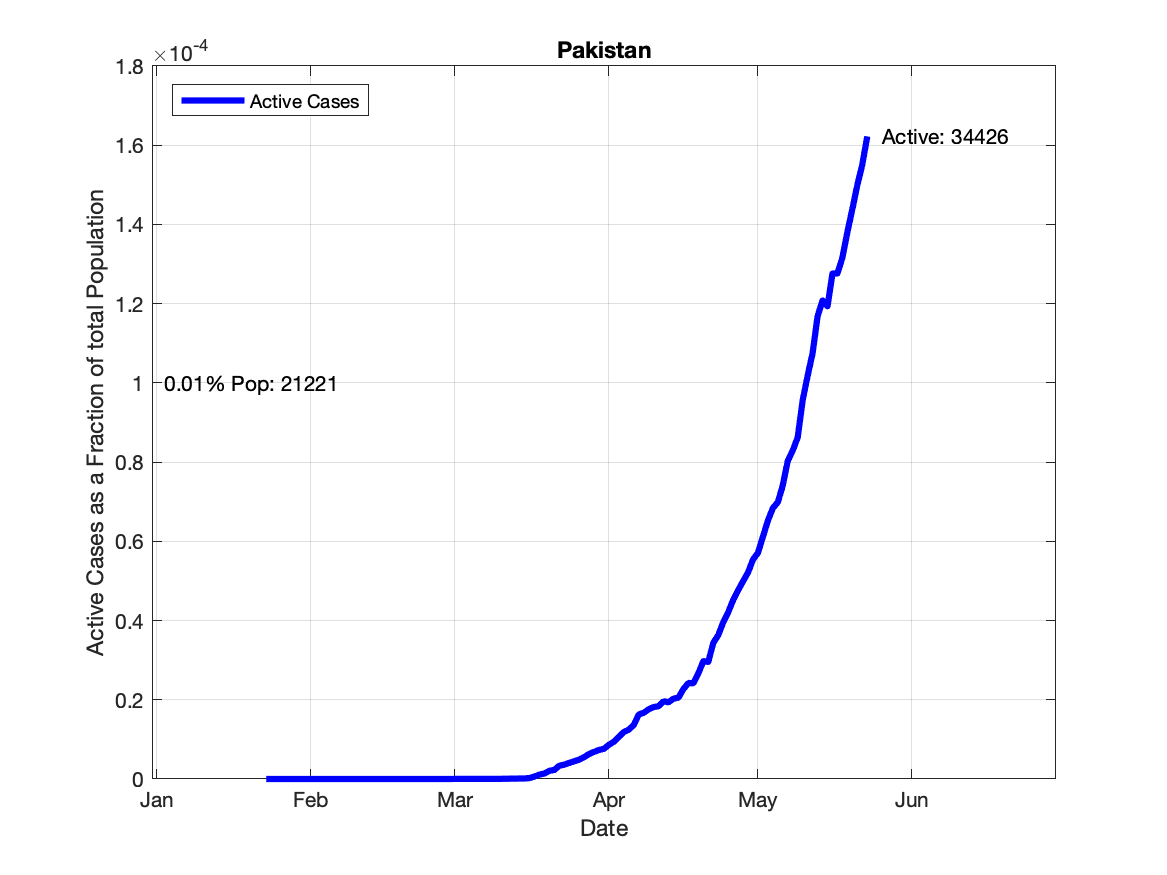 Pakistan
×10-4
1.8
1.6
1.4
1.2
1
0.8
0.6
0.4
0.2
0
Active Cases as a Fraction of total Population
Active Cases
Active: 34426
0.01% Pop: 21221
Jan Feb Mar Apr May Jun
Date